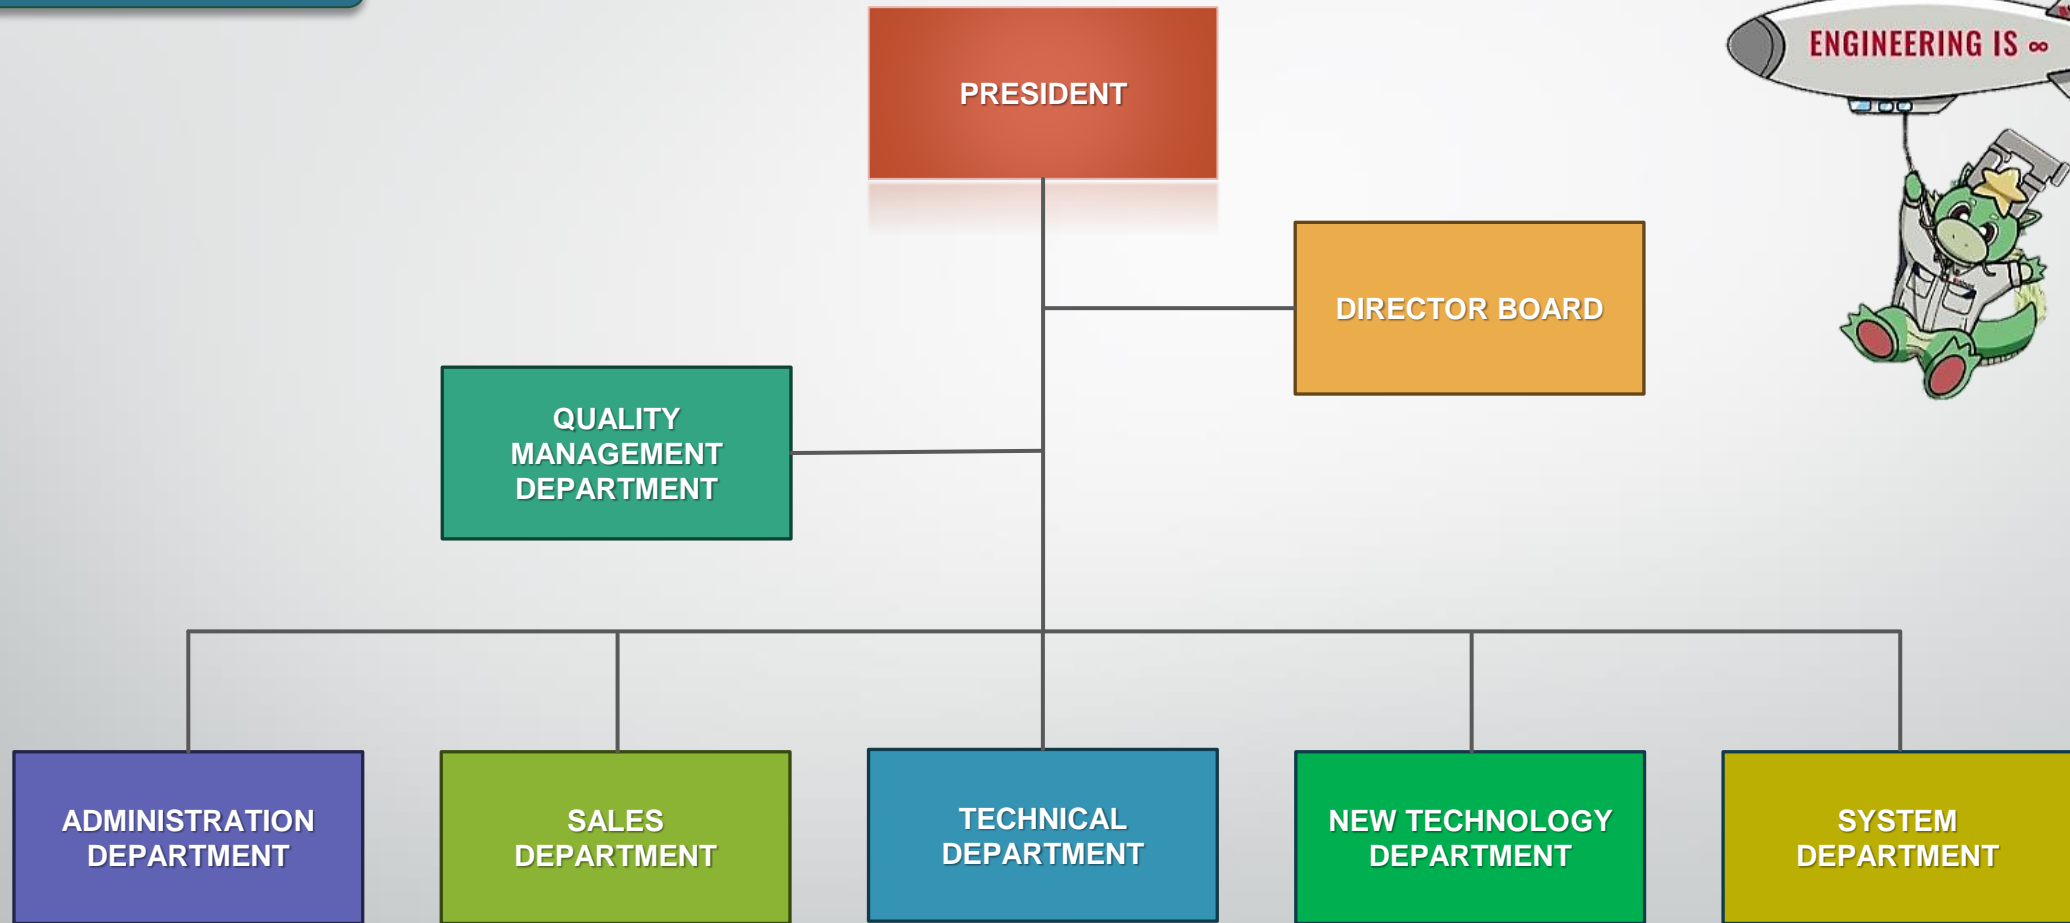 PRESIDENT
ENGINEERING IS ∞
DIRECTOR BOARD
QUALITY
MANAGEMENT
DEPARTMENT
ADMINISTRATION
DEPARTMENT
SALES
DEPARTMENT
TECHNICAL
DEPARTMENT
NEW TECHNOLOGY
DEPARTMENT
SYSTEM
DEPARTMENT